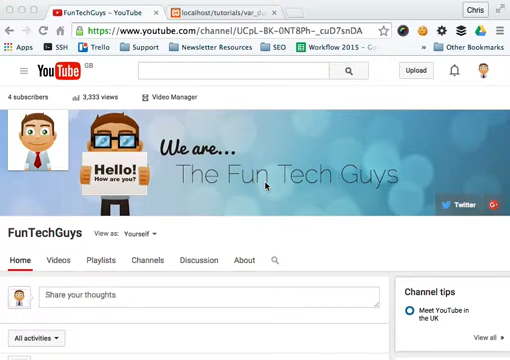 FunTechGuys - YouTube
localhost/tutorials/var_du
Chris
https://www.youtube.com/channel/UCpL-BK-0NT8Ph-_cuD7snDA
Apps
SSH
Trello
Support
Newsletter Resources
SEO
Workflow 2015 - Goo
Other Bookmarks
YouTube GB
Upload
4 subscribers
3,333 views
Video Manager
Hello!
How are you?
We are...
The Fun Tech Guys
Twitter
FunTechGuys
View as: Yourself
Home
Videos
Playlists
Channels
Discussion
About
Share your thoughts
Channel tips
Meet YouTube in
the UK
View all »
All activities